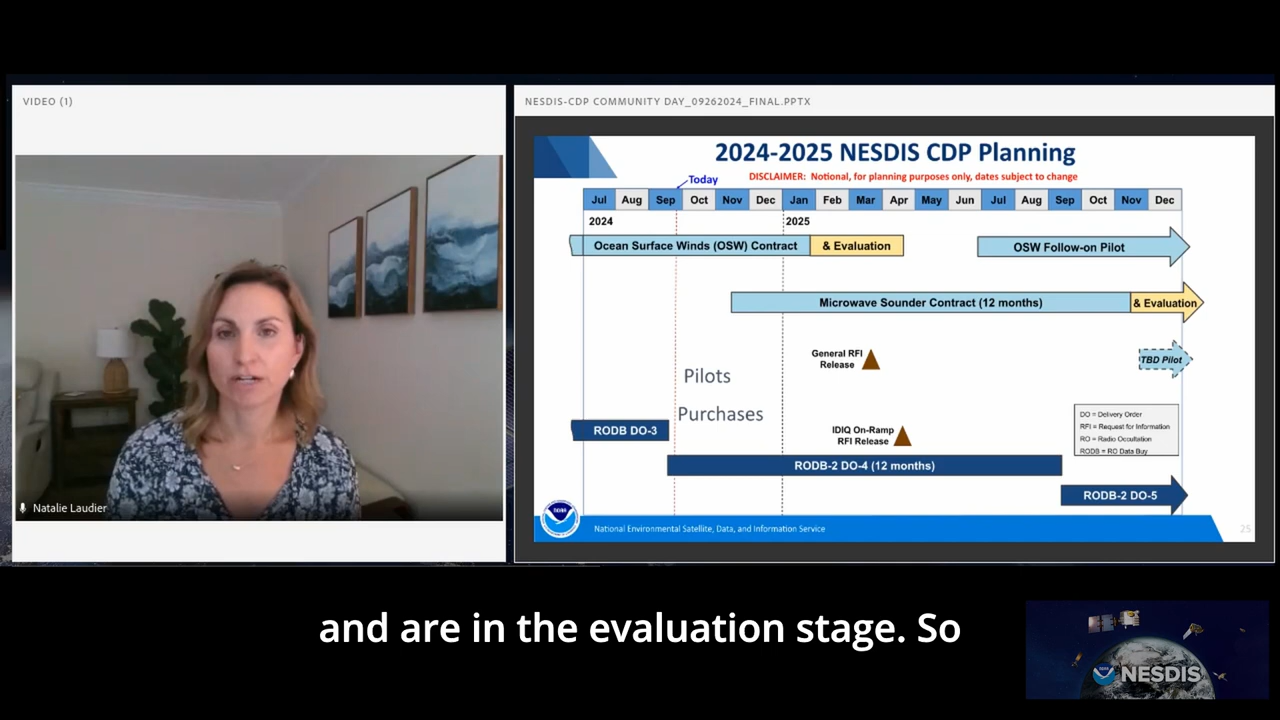 VIDEO (1)
Natalie Laudier
NESDIS-CDP COMMUNITY DAY_09262024_FINAL.PPTX
2024-2025 NESDIS CDP Planning
DISCLAIMER: Notional, for planning purposes only, dates subject to change
Today
Jul Aug Sep Oct Nov Dec Jan Feb Mar Apr May Jun Jul Aug Sep Oct Nov Dec
2024 2025
Ocean Surface Winds (OSW) Contract & Evaluation OSW Follow-on Pilot
Microwave Sounder Contract (12 months) & Evaluation
General RFI
Release
TBD Pilot
Pilots
Purchases
DO = Delivery Order
RFI = Request for Information
RO = Radio Occultation
RODB = RO Data Buy
RODB DO-3
IDIQ On-Ramp
RFI Release
RODB-2 DO-4 (12 months)
RODB-2 DO-5
NOAA
National Environmental Satellite, Data, and Information Service
25
and are in the evaluation stage. So
NESDIS